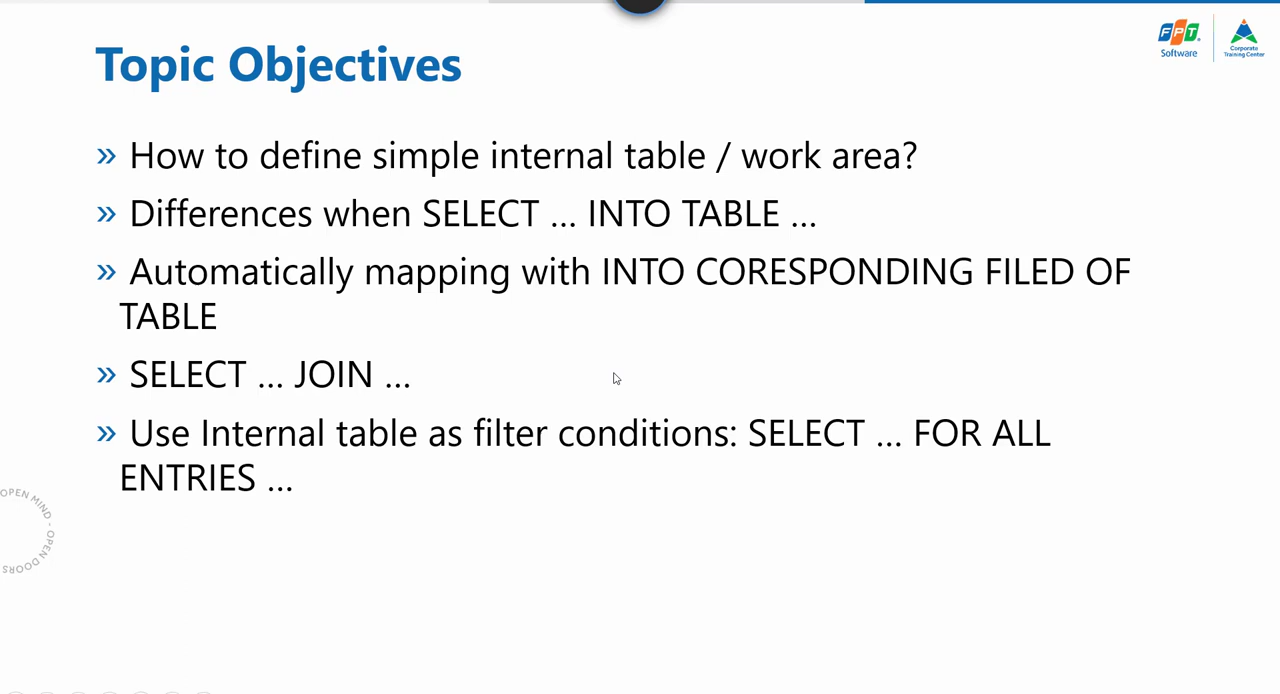 FPT
Software
Corporate
Training Center
Topic Objectives
» How to define simple internal table / work area?
» Differences when SELECT … INTO TABLE …
» Automatically mapping with INTO CORESPONDING FILED OF
TABLE
» SELECT … JOIN …
» Use Internal table as filter conditions: SELECT … FOR ALL
ENTRIES …
OPEN MIND - OPEN DOORS